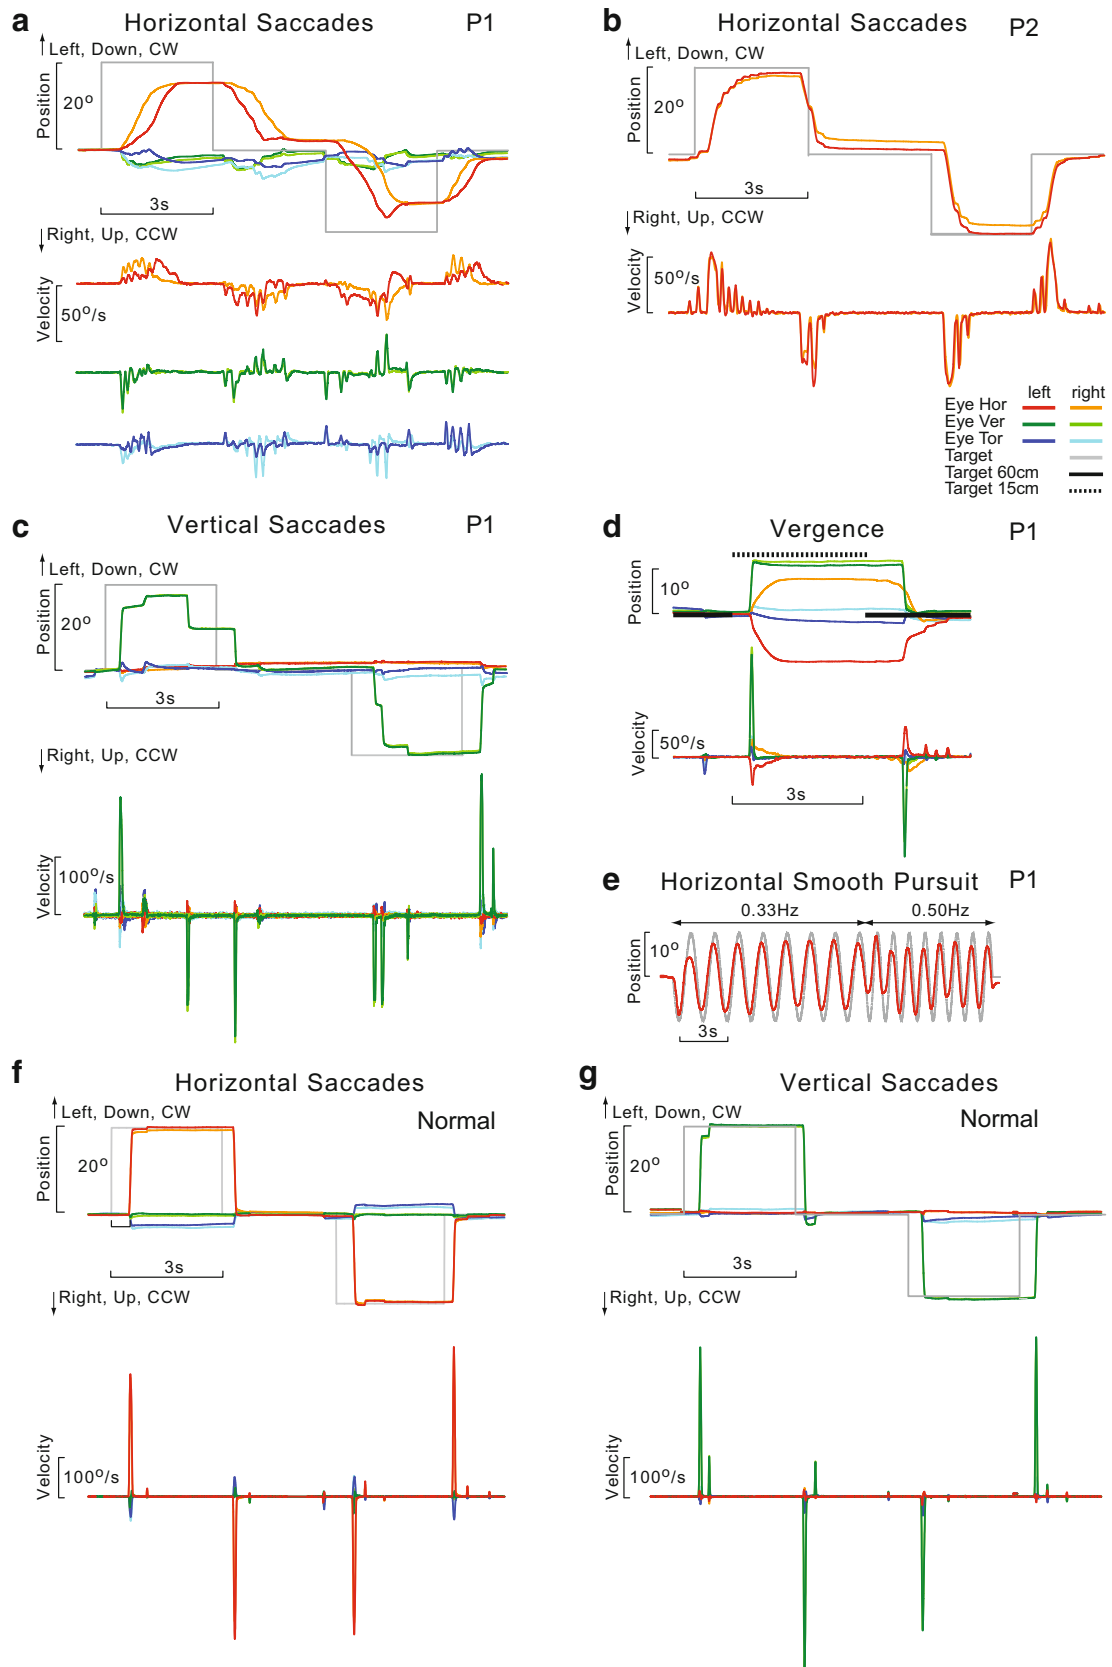 a Horizontal Saccades P1
Left, Down, CW
Position
20°
3s
Right, Up, CCW
Velocity
50°/s
b Horizontal Saccades P2
Left, Down, CW
Position
20°
3s
Right, Up, CCW
Velocity
50°/s
left right
Eye Hor
Eye Ver
Eye Tor
Target
Target 60cm
Target 15cm
c Vertical Saccades P1
Left, Down, CW
Position
20°
3s
Right, Up, CCW
Velocity
100°/s
d Vergence P1
Position
10°
Velocity
50°/s
3s
e Horizontal Smooth Pursuit P1
0.33Hz 0.50Hz
Position
10°
3s
f Horizontal Saccades
Left, Down, CW
Normal
Position
20°
3s
Right, Up, CCW
Velocity
100°/s
g Vertical Saccades
Left, Down, CW
Normal
Position
20°
3s
Right, Up, CCW
Velocity
100°/s